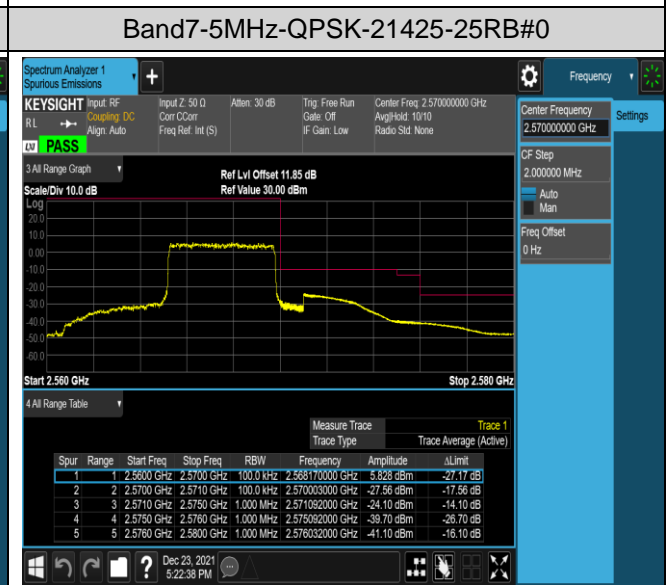 Band7-5MHz-QPSK-21425-25RB#0
Spectrum Analyzer 1
Spurious Emissions
+
Frequency
KEYSIGHT Input: RF Input Z: 50 Ω Atten: 30 dB Trig: Free Run Center Freq: 2.570000000 GHz
RL Coupling: DC Corr CCorr Gate: Off Avg|Hold: 10/10
Align: Auto Freq Ref: Int (S) IF Gain: Low Radio Std: None
LXI PASS
Center Frequency
2.570000000 GHz
Settings
CF Step
2.000000 MHz
Auto
Man
Freq Offset
0 Hz
3 All Range Graph
Ref Lvl Offset 11.85 dB
Scale/Div 10.0 dB Ref Value 30.00 dBm
Log
20.0
10.0
0.00
-10.0
-20.0
-30.0
-40.0
-50.0
-60.0
Start 2.560 GHz Stop 2.580 GHz
4 All Range Table
Measure Trace Trace 1
Trace Type Trace Average (Active)
Spur Range Start Freq Stop Freq RBW Frequency Amplitude ΔLimit
1 1 2.5600 GHz 2.5700 GHz 100.0 kHz 2.568170000 GHz 5.828 dBm -27.17 dB
2 2 2.5700 GHz 2.5710 GHz 100.0 kHz 2.570003000 GHz -27.56 dBm -17.56 dB
3 3 2.5710 GHz 2.5750 GHz 1.000 MHz 2.571092000 GHz -24.10 dBm -14.10 dB
4 4 2.5750 GHz 2.5760 GHz 1.000 MHz 2.575092000 GHz -39.70 dBm -26.70 dB
5 5 2.5760 GHz 2.5800 GHz 1.000 MHz 2.576032000 GHz -41.10 dBm -16.10 dB
? Dec 23, 2021
5:22:38 PM